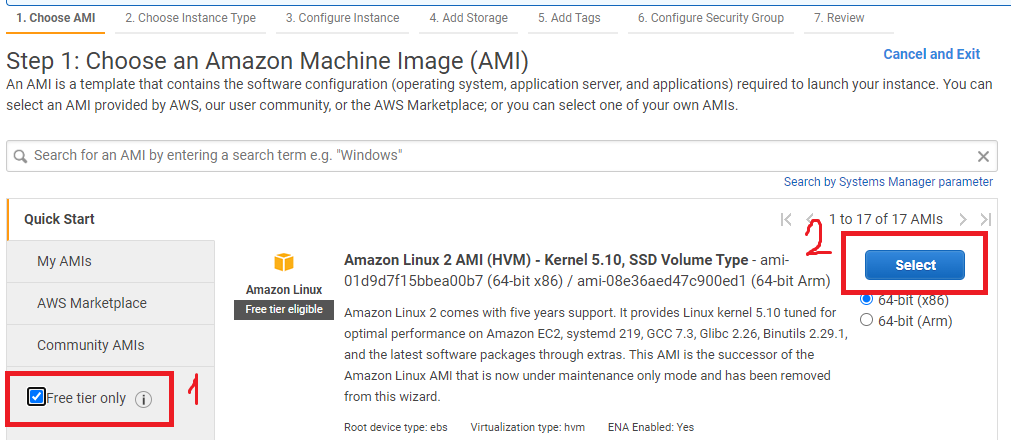 1. Choose AMI 2. Choose Instance Type 3. Configure Instance 4. Add Storage 5. Add Tags 6. Configure Security Group 7. Review
Step 1: Choose an Amazon Machine Image (AMI)
Cancel and Exit
An AMI is a template that contains the software configuration (operating system, application server, and applications) required to launch your instance. You can
select an AMI provided by AWS, our user community, or the AWS Marketplace; or you can select one of your own AMIs.
Search for an AMI by entering a search term e.g. "Windows"
Search by Systems Manager parameter
Quick Start
1 to 17 of 17 AMIs
My AMIs
AWS Marketplace
Community AMIs
Free tier only
1
Amazon Linux
Free tier eligible
Amazon Linux 2 AMI (HVM) - Kernel 5.10, SSD Volume Type - ami-
01d9d7f15bbea00b7 (64-bit x86) / ami-08e36aed47c900ed1 (64-bit Arm)
Amazon Linux 2 comes with five years support. It provides Linux kernel 5.10 tuned for
optimal performance on Amazon EC2, systemd 219, GCC 7.3, Glibc 2.26, Binutils 2.29.1,
and the latest software packages through extras. This AMI is the successor of the
Amazon Linux AMI that is now under maintenance only mode and has been removed
from this wizard.
Root device type: ebs Virtualization type: hvm ENA Enabled: Yes
2
Select
64-bit (x86)
64-bit (Arm)